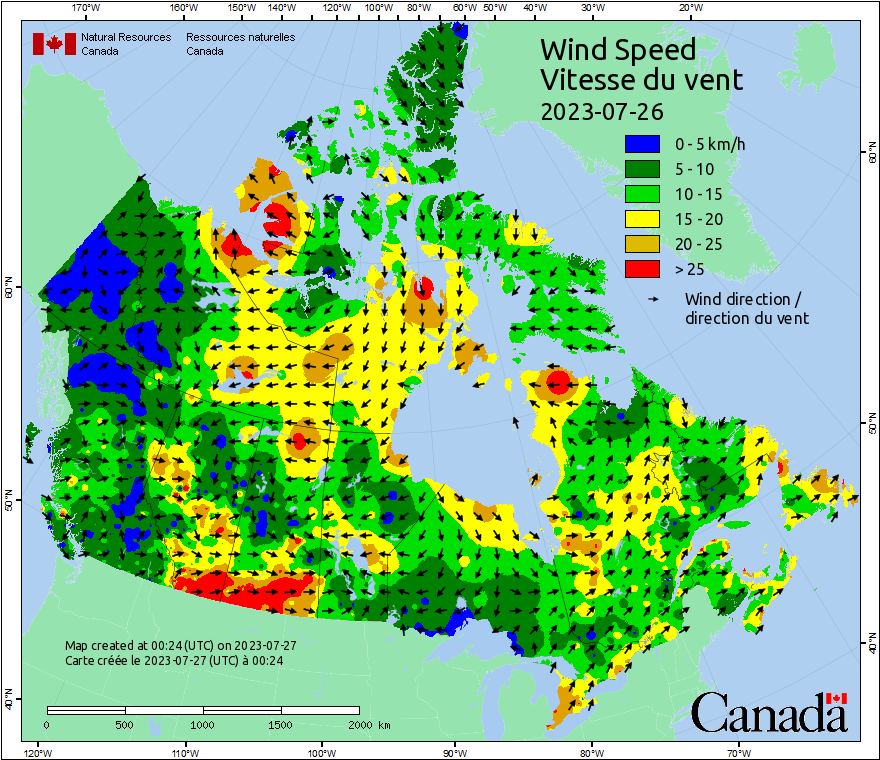 170°W 160°W 150°W 140°W 120°W 100°W 80°W 60°W 50°W 40°W 30°W 20°W
Natural Resources Canada
Ressources naturelles Canada
Wind Speed
Vitesse du vent
2023-07-26
0 - 5 km/h
5 - 10
10 - 15
15 - 20
20 - 25
> 25
Wind direction /
direction du vent
60°N
50°N
40°N
60°N
50°N
40°N
Map created at 00:24 (UTC) on 2023-07-27
Carte créée le 2023-07-27 (UTC) à 00:24
0 500 1000 1500 2000 km
Canada
120°W 110°W 100°W 90°W 80°W 70°W